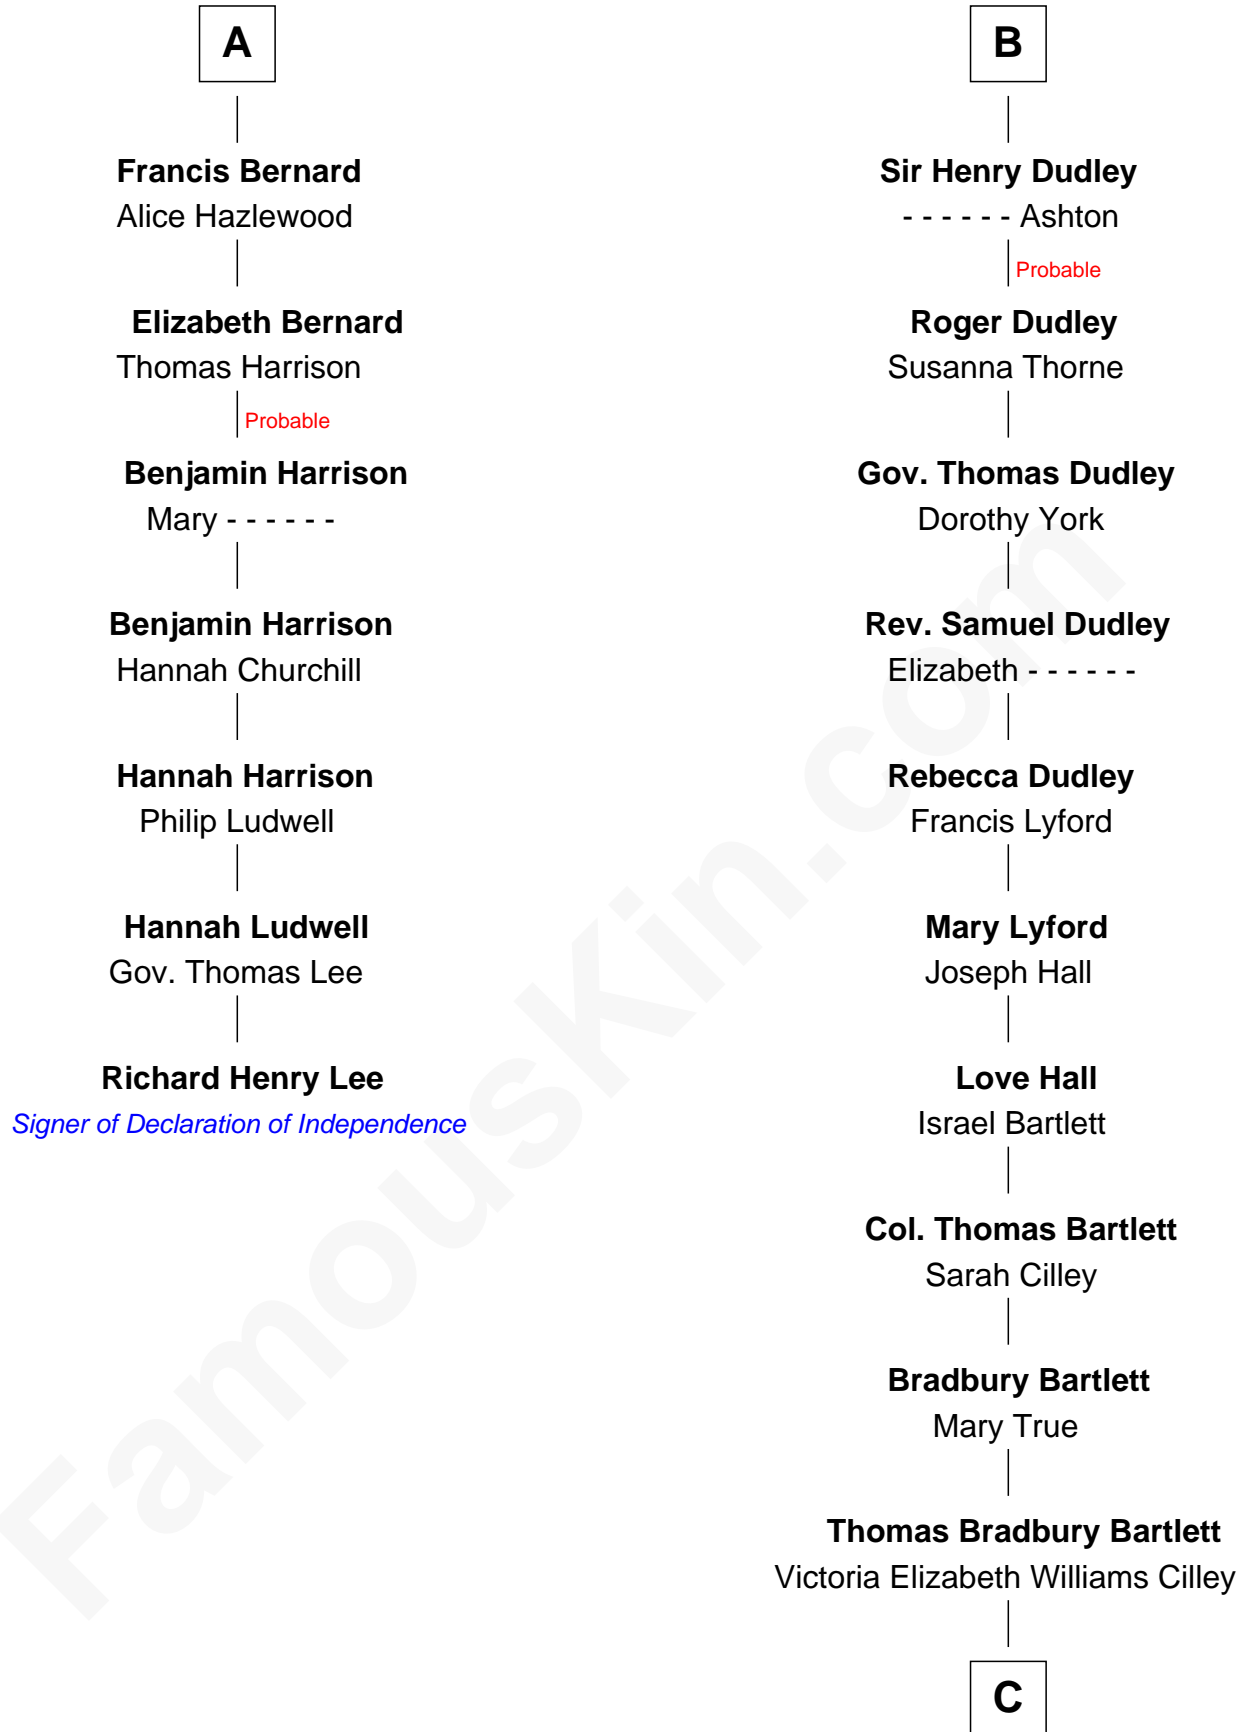 A
Francis Bernard
Alice Hazlewood
Elizabeth Bernard
Thomas Harrison
Probable
Benjamin Harrison
Mary - - - - - -
Benjamin Harrison
Hannah Churchill
Hannah Harrison
Philip Ludwell
Hannah Ludwell
Gov. Thomas Lee
Richard Henry Lee
Signer of Declaration of Independence
B
Sir Henry Dudley
- - - - - - Ashton
Probable
Roger Dudley
Susanna Thorne
Gov. Thomas Dudley
Dorothy York
Rev. Samuel Dudley
Elizabeth - - - - - -
Rebecca Dudley
Francis Lyford
Mary Lyford
Joseph Hall
Love Hall
Israel Bartlett
Col. Thomas Bartlett
Sarah Cilley
Bradbury Bartlett
Mary True
Thomas Bradbury Bartlett
Victoria Elizabeth Williams Cilley
C
FamousKin.com